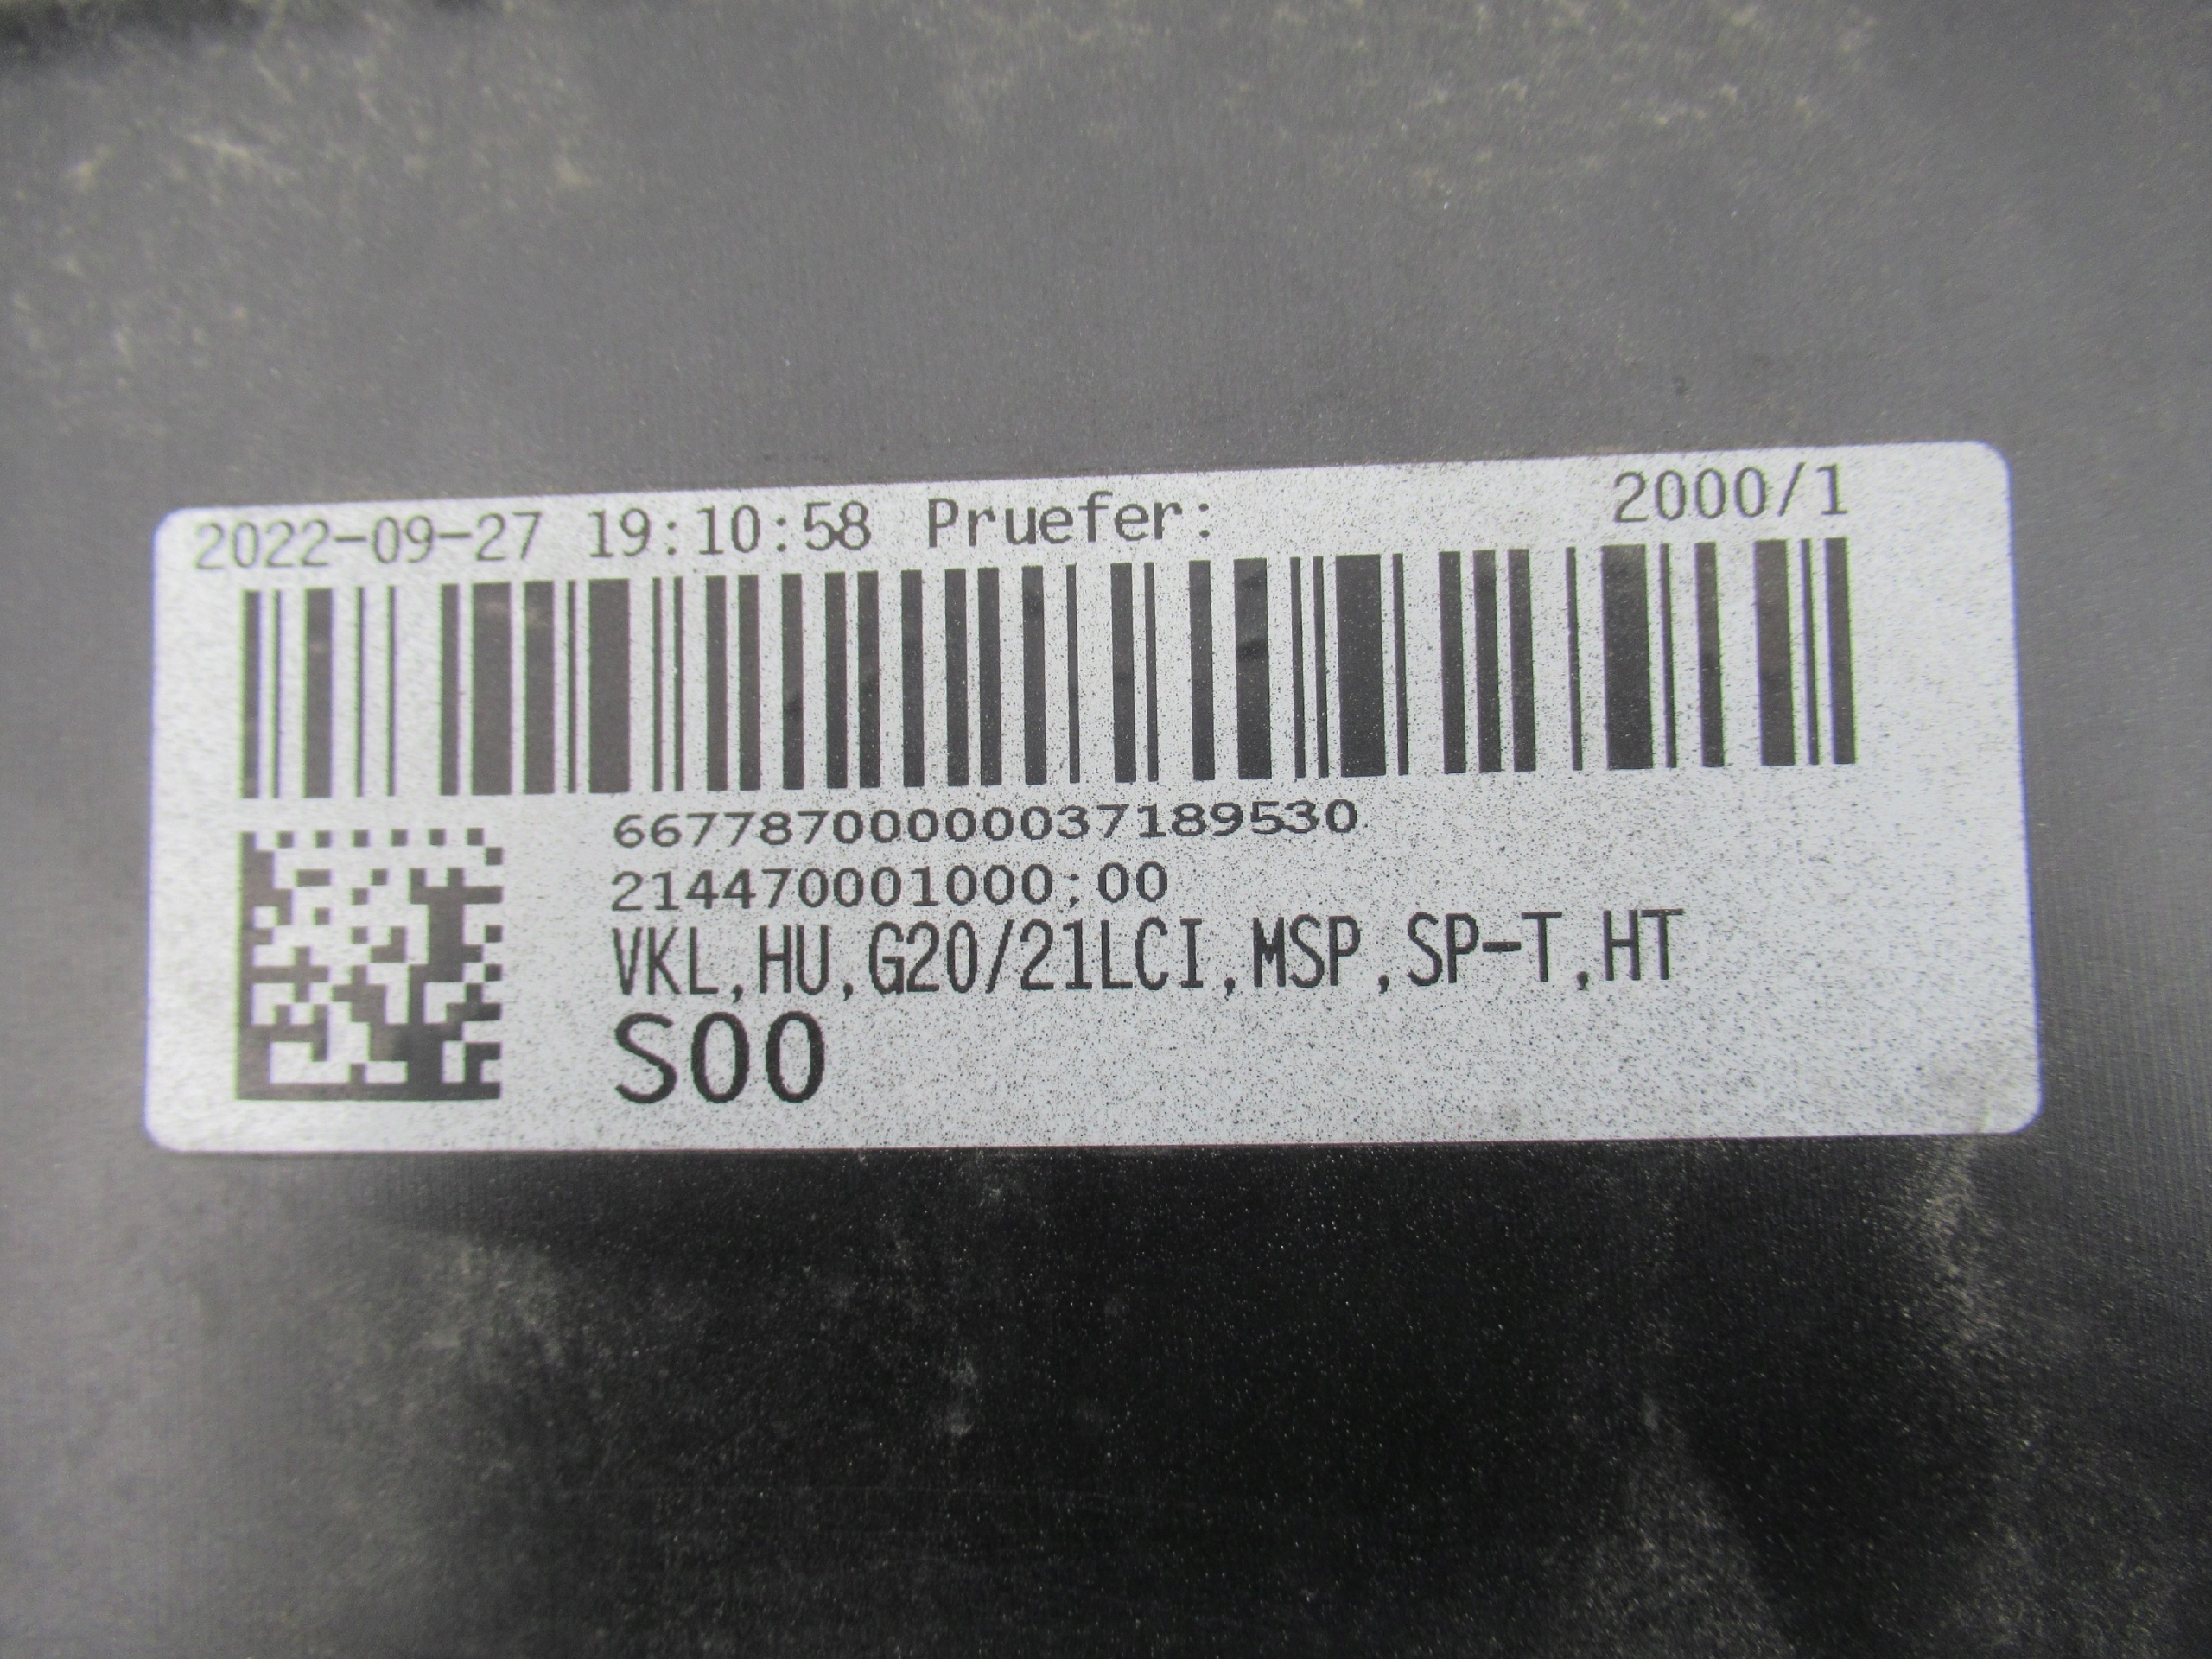 2022-09-27 19:10:58 Pruefer: 2000/1
66778700000037189530
214470001000;00
VKL,HU,G20/21LCI,MSP,SP-T,HT
S00